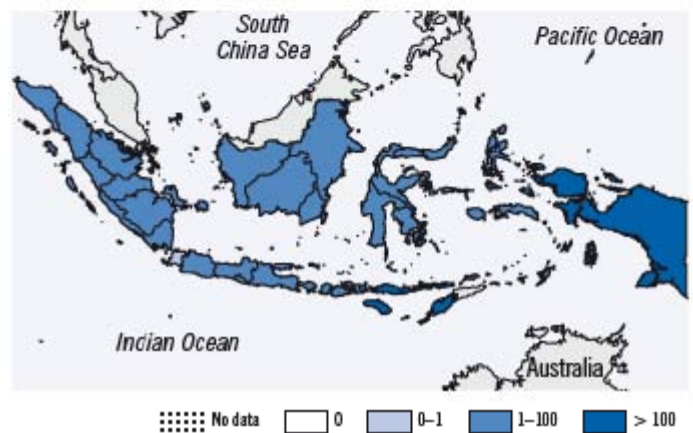 South
China Sea
Pacific Ocean
Indian Ocean
Australia
No data 0 0–1 1–100 > 100